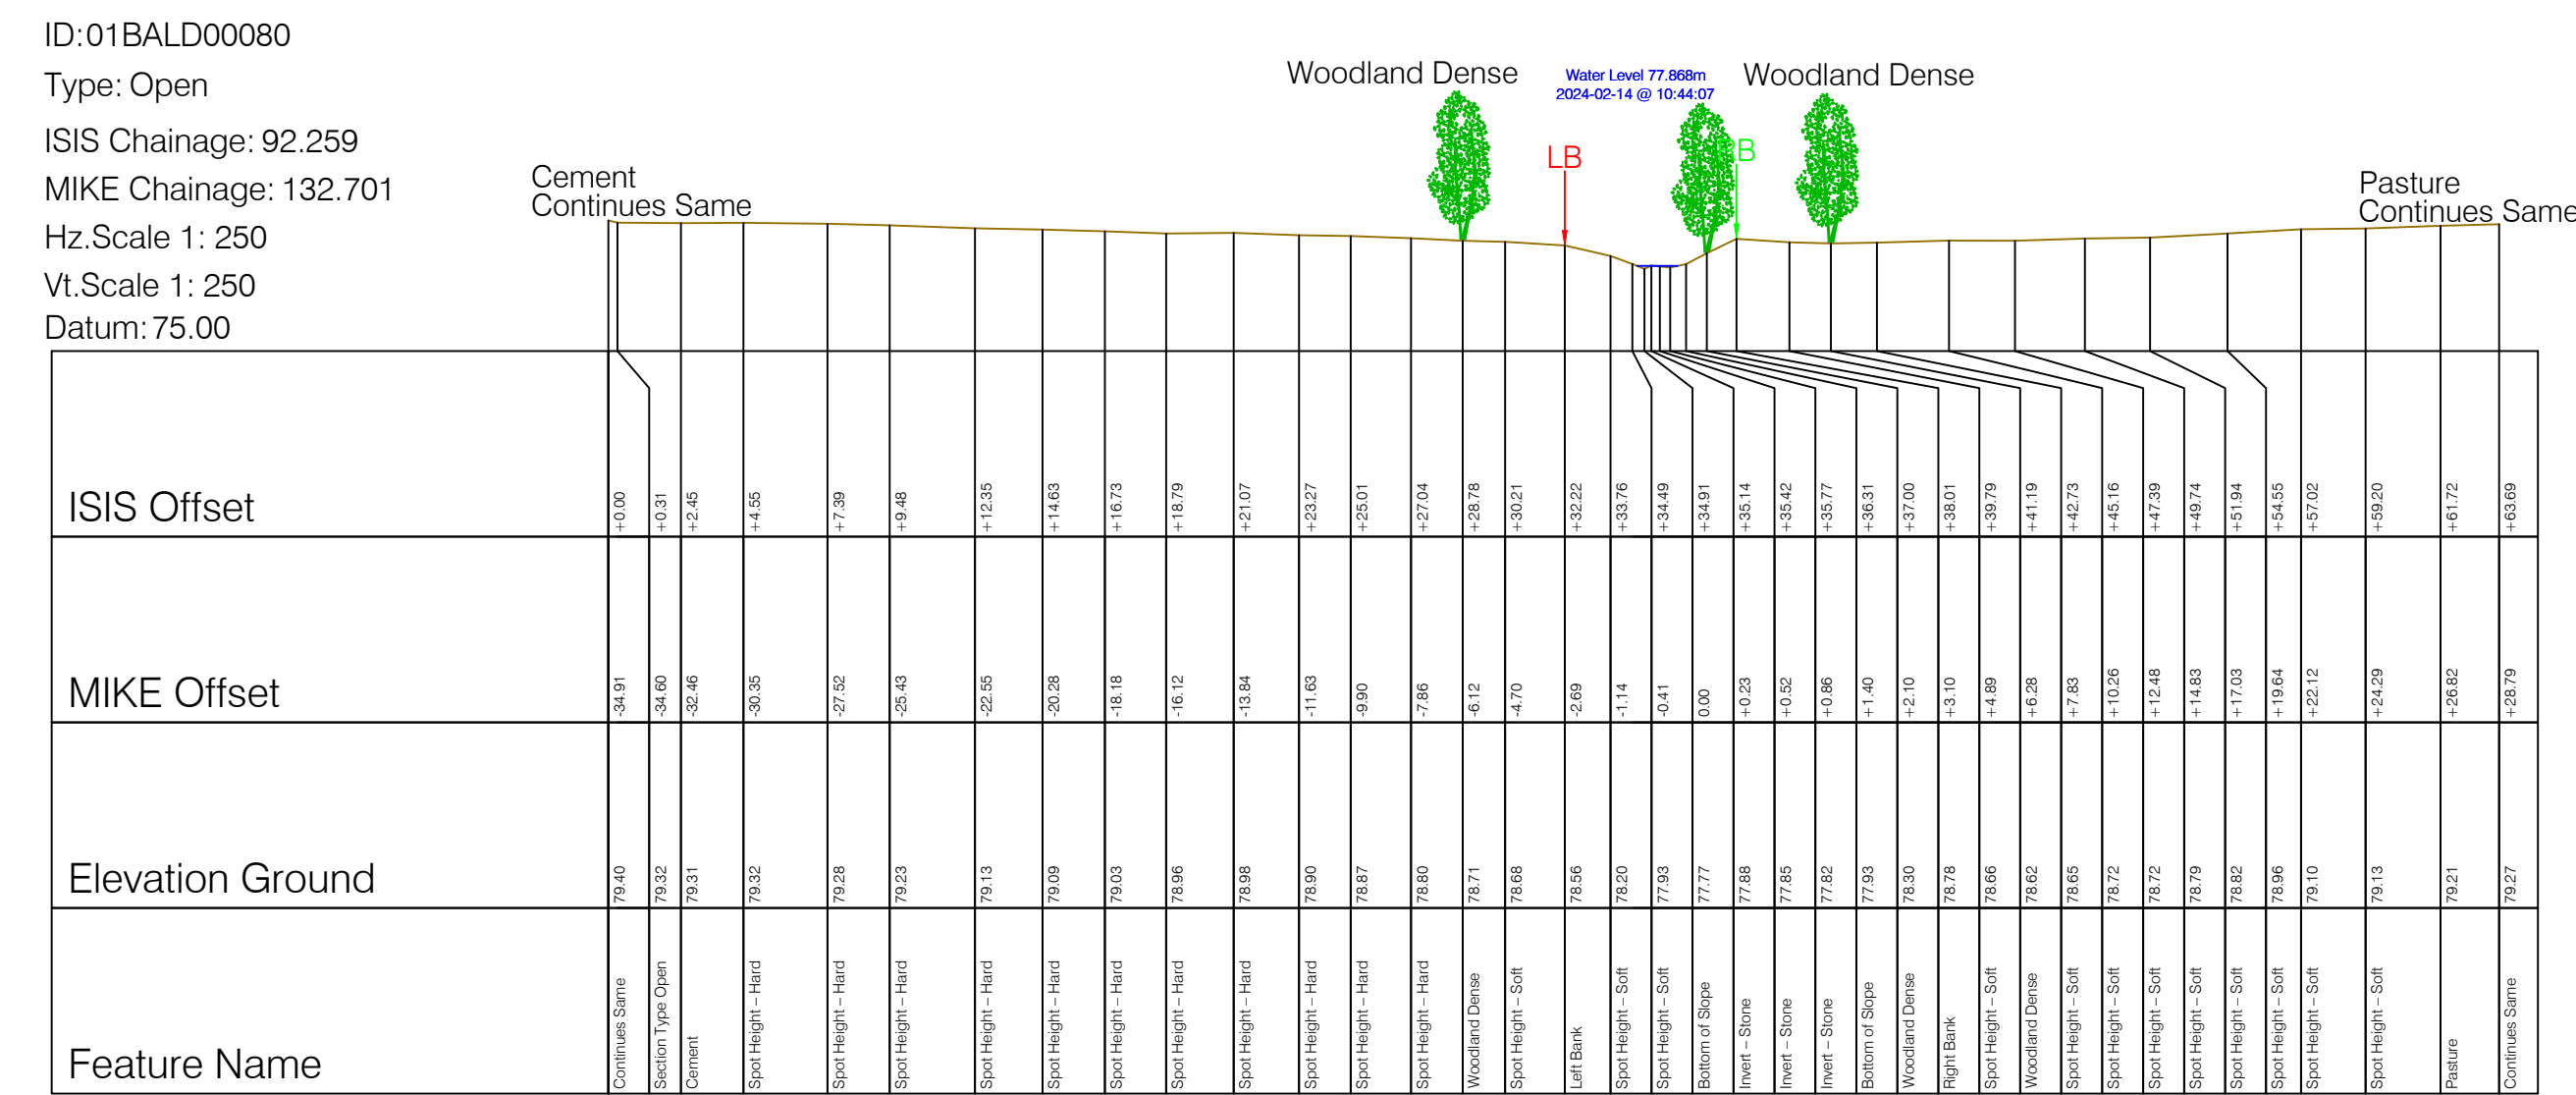 ID:01BALD00080
Type: Open
ISIS Chainage: 92.259
MIKE Chainage: 132.701
Hz.Scale 1: 250
Vt.Scale 1: 250
Datum: 75.00
Cement
Continues Same
Woodland Dense
Water Level 77.868m
2024-02-14 @ 10:44:07
Woodland Dense
LB
RB
Pasture
Continues Same
ISIS Offset
+0.00
+0.31
+2.45
+4.55
+7.39
+9.48
+12.35
+14.63
+16.73
+18.79
+21.07
+23.27
+25.01
+27.04
+28.78
+30.21
+32.22
+33.76
+34.49
+34.91
+35.14
+35.42
+35.77
+36.31
+37.00
+38.01
+39.79
+41.19
+42.73
+45.16
+47.39
+49.74
+51.94
+54.55
+57.02
+59.20
+61.72
+63.69
MIKE Offset
-34.91
-34.60
-32.46
-30.35
-27.52
-25.43
-22.55
-20.28
-18.18
-16.12
-13.84
-11.63
-9.90
-7.86
-6.12
-4.70
-2.69
-1.14
-0.41
0.00
+0.23
+0.52
+0.86
+1.40
+2.10
+3.10
+4.89
+6.28
+7.83
+10.26
+12.48
+14.83
+17.03
+19.64
+22.12
+24.29
+26.82
+28.79
Elevation Ground
79.40
79.32
79.31
79.32
79.28
79.23
79.13
79.09
79.03
78.96
78.98
78.90
78.87
78.80
78.71
78.68
78.56
78.20
77.93
77.77
77.88
77.85
77.82
77.93
78.30
78.78
78.66
78.62
78.65
78.72
78.72
78.79
78.82
78.96
79.10
79.13
79.21
79.27
Feature Name
Continues Same
Section Type Open
Cement
Spot Height – Hard
Spot Height – Hard
Spot Height – Hard
Spot Height – Hard
Spot Height – Hard
Spot Height – Hard
Spot Height – Hard
Spot Height – Hard
Spot Height – Hard
Spot Height – Hard
Spot Height – Hard
Woodland Dense
Spot Height – Soft
Left Bank
Spot Height – Soft
Spot Height – Soft
Bottom of Slope
Invert – Stone
Invert – Stone
Invert – Stone
Bottom of Slope
Woodland Dense
Right Bank
Spot Height – Soft
Woodland Dense
Spot Height – Soft
Spot Height – Soft
Spot Height – Soft
Spot Height – Soft
Spot Height – Soft
Spot Height – Soft
Spot Height – Soft
Spot Height – Soft
Pasture
Continues Same